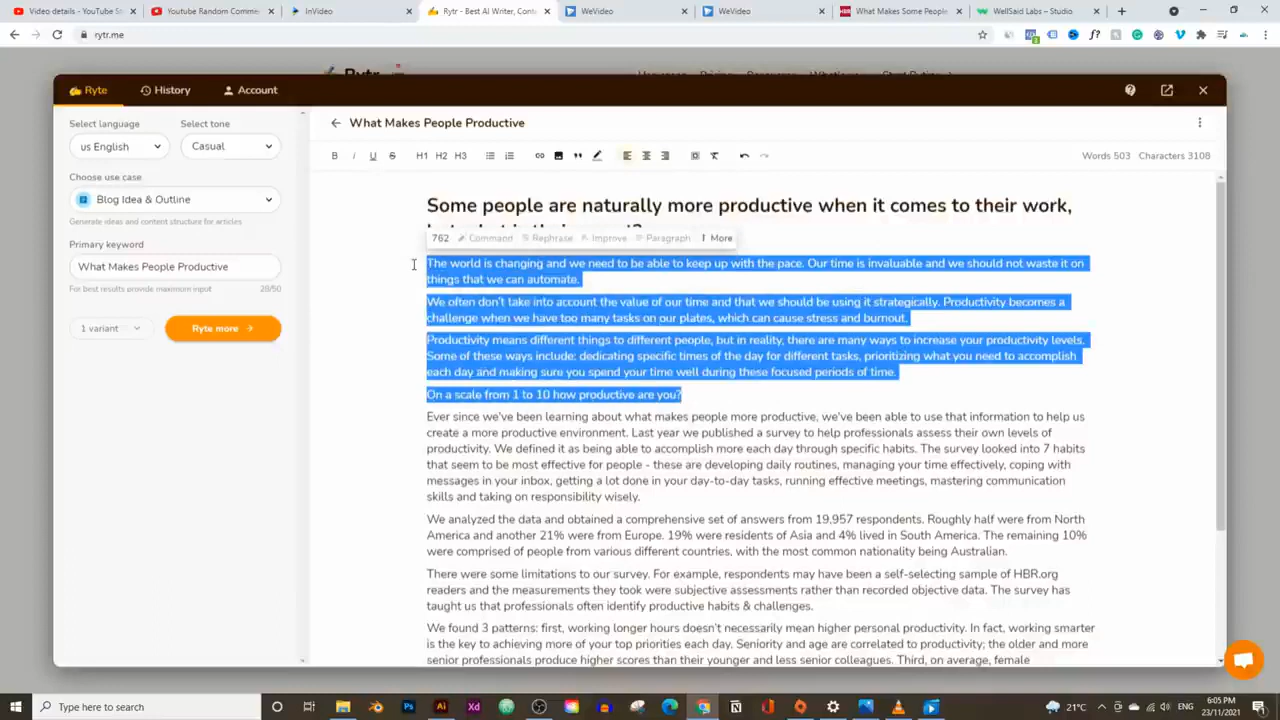 Video details - YouTube S
Youtube Random Comme
InVideo
Rytr - Best AI Writer, Cont
WeVideo
WeVideo
What Makes Some People
WellSaid Labs – Studio
rytr.me
Ryte
History
Account
Select language
Select tone
us English
Casual
Choose use case
Blog Idea & Outline
Generate ideas and content structure for articles
Primary keyword
What Makes People Productive
For best results provide maximum input
28/50
1 variant
Ryte more
What Makes People Productive
B i U S H1 H2 H3
Words 503 Characters 3108
Some people are naturally more productive when it comes to their work,
762 Command Rephrase Improve Paragraph More
The world is changing and we need to be able to keep up with the pace. Our time is invaluable and we should not waste it on
things that we can automate.
We often don't take into account the value of our time and that we should be using it strategically. Productivity becomes a
challenge when we have too many tasks on our plates, which can cause stress and burnout.
Productivity means different things to different people, but in reality, there are many ways to increase your productivity levels.
Some of these ways include: dedicating specific times of the day for different tasks, prioritizing what you need to accomplish
each day and making sure you spend your time well during these focused periods of time.
On a scale from 1 to 10 how productive are you?
Ever since we've been learning about what makes people more productive, we've been able to use that information to help us
create a more productive environment. Last year we published a survey to help professionals assess their own levels of
productivity. We defined it as being able to accomplish more each day through specific habits. The survey looked into 7 habits
that seem to be most effective for people - these are developing daily routines, managing your time effectively, coping with
messages in your inbox, getting a lot done in your day-to-day tasks, running effective meetings, mastering communication
skills and taking on responsibility wisely.
We analyzed the data and obtained a comprehensive set of answers from 19,957 respondents. Roughly half were from North
America and another 21% were from Europe. 19% were residents of Asia and 4% lived in South America. The remaining 10%
were comprised of people from various different countries, with the most common nationality being Australian.
There were some limitations to our survey. For example, respondents may have been a self-selecting sample of HBR.org
readers and the measurements they took were subjective assessments rather than recorded objective data. The survey has
taught us that professionals often identify productive habits & challenges.
We found 3 patterns: first, working longer hours doesn't necessarily mean higher personal productivity. In fact, working smarter
is the key to achieving more of your top priorities each day. Seniority and age are correlated to productivity; the older and more
senior professionals produce higher scores than their younger and less senior colleagues. Third, on average, female
Type here to search
21°C
ENG
6:05 PM
23/11/2021